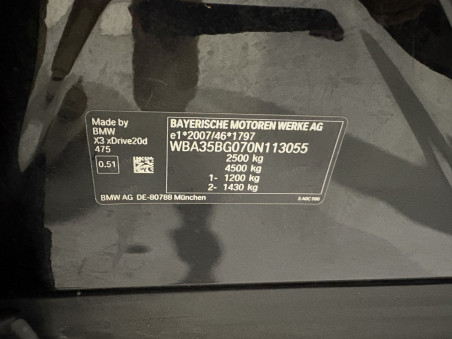 Made by
BMW
X3 xDrive20d
475
0.51
BAYERISCHE MOTOREN WERKE AG
e1*2007/46*1797
WBA35BG070N113055
2500 kg
4500 kg
1- 1200 kg
2- 1430 kg
BMW AG DE-80788 München